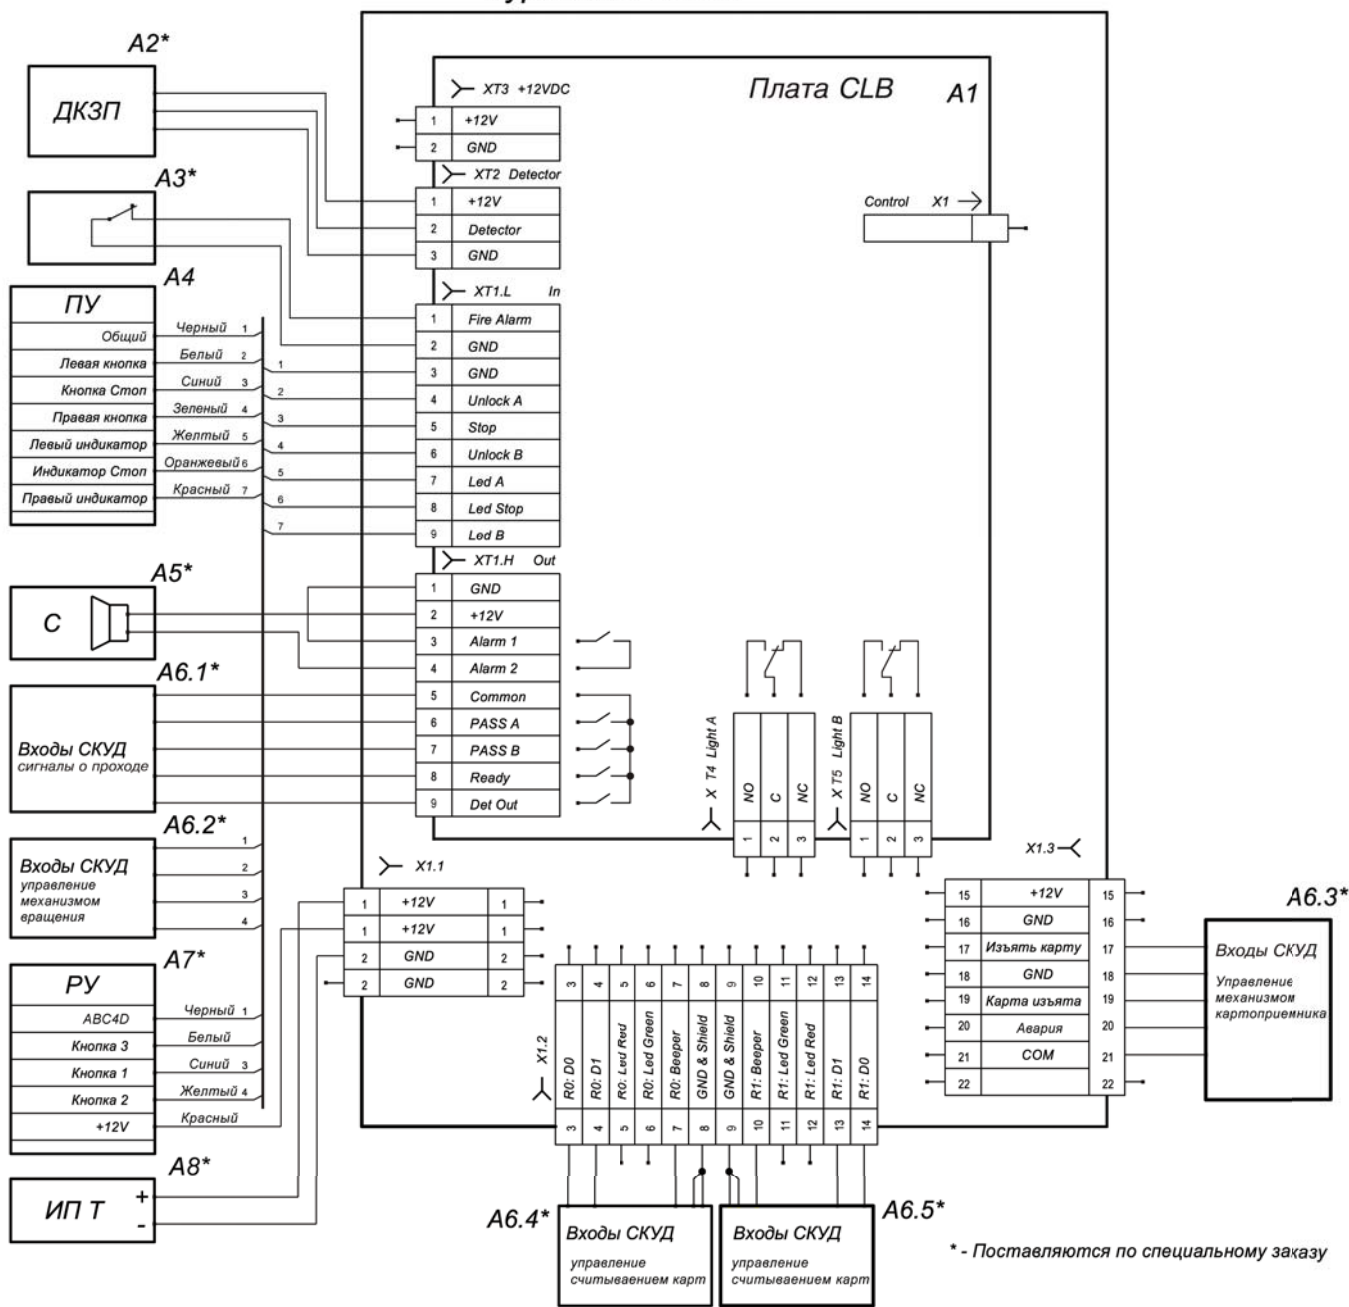 A2*
ДКЗП
A3*
A4
ПУ
Общий Черный 1
Левая кнопка Белый 2
Кнопка Стоп Синий 3
Правая кнопка Зеленый 4
Левый индикатор Желтый 5
Индикатор Стоп Оранжевый 6
Правый индикатор Красный 7
1
2
3
4
5
6
7
A5*
C
A6.1*
Входы СКУД
сигналы о проходе
A6.2*
Входы СКУД
управление
механизмом
вращения
1
2
3
4
A7*
РУ
ABC4D Черный 1
Кнопка 3 Белый
Кнопка 1 Синий 3
Кнопка 2 Желтый 4
+12V Красный
A8*
ИП Т + -
Плата CLB A1
XT3 +12VDC
1 +12V
2 GND
XT2 Detector
1 +12V
2 Detector
3 GND
Control X1
XT1.L In
1 Fire Alarm
2 GND
3 GND
4 Unlock A
5 Stop
6 Unlock B
7 Led A
8 Led Stop
9 Led B
XT1.H Out
1 GND
2 +12V
3 Alarm 1
4 Alarm 2
5 Common
6 PASS A
7 PASS B
8 Ready
9 Det Out
X T4 Light A
NO C NC
1 2 3
X T5 Light B
NO C NC
1 2 3
X1.1
1 +12V 1
1 +12V 1
2 GND 2
2 GND 2
X1.2
3 R0: D0 3
4 R0: D1 4
5 R0: Led Red 5
6 R0: Led Green 6
7 R0: Beeper 7
8 GND & Shield 8
9 GND & Shield 9
10 R1: Beeper 10
11 R1: Led Green 11
12 R1: Led Red 12
13 R1: D1 13
14 R1: D0 14
X1.3
15 +12V 15
16 GND 16
17 Изъять карту 17
18 GND 18
19 Карта изъята 19
20 Авария 20
21 COM 21
22 22
A6.3*
Входы СКУД
Управление
механизмом
картоприемника
A6.4*
Входы СКУД
управление
считываением карт
A6.5*
Входы СКУД
управление
считываением карт
* - Поставляются по специальному заказу